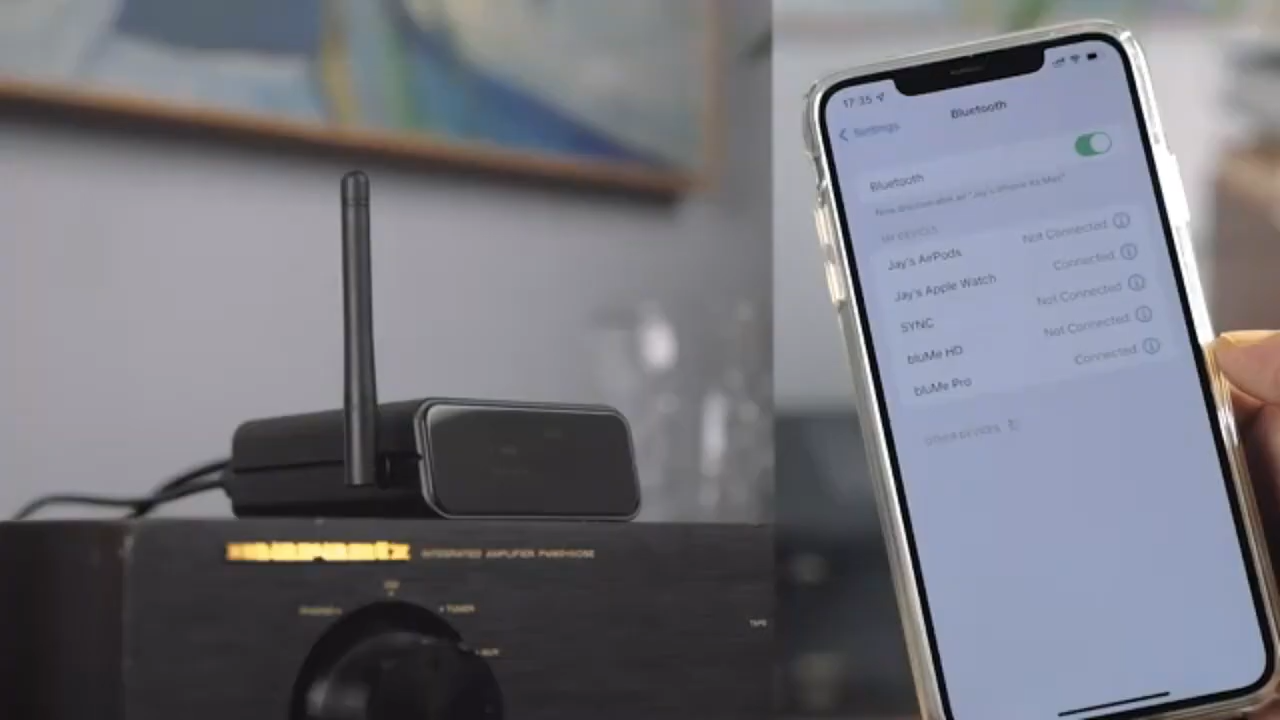 marantz
INTEGRATED AMPLIFIER
TUNER
TAPE
17:35
Settings
Bluetooth
Bluetooth
Now discoverable as "Jay's iPhone Xs Max".
MY DEVICES
Jay's AirPods Not Connected
Jay's Apple Watch Connected
SYNC Not Connected
bluMe HD Not Connected
bluMe Pro Connected
OTHER DEVICES